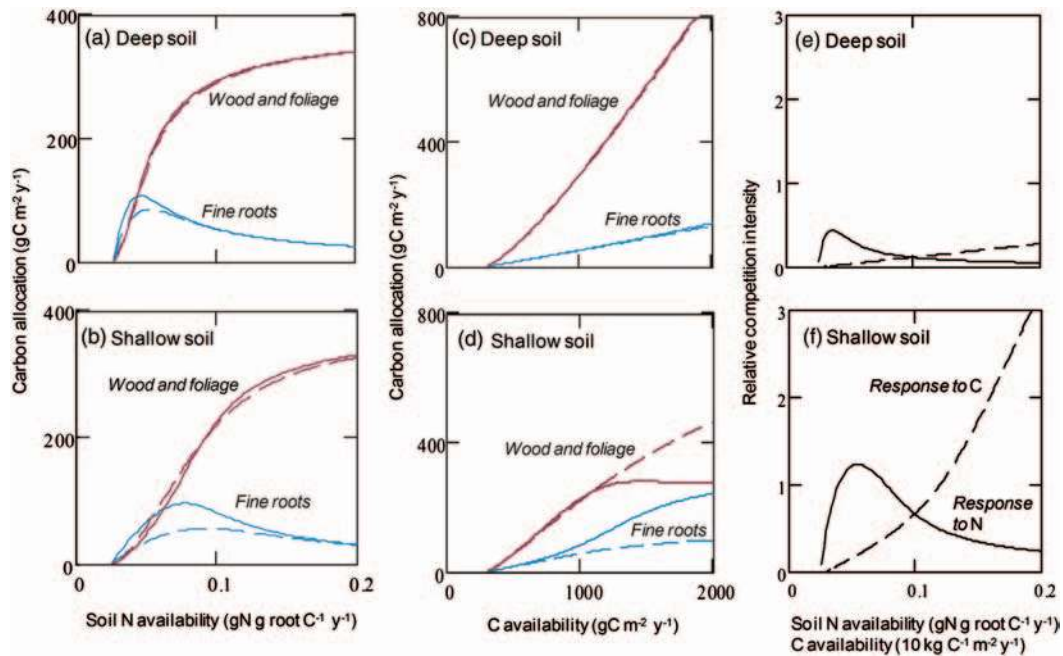 (a) Deep soil
Wood and foliage
Fine roots
400
200
0
Carbon allocation (gC m-2 y-1)
(b) Shallow soil
Wood and foliage
Fine roots
400
200
0
0
0.1
0.2
Soil N availability (gN g root C-1 y-1)
(c) Deep soil
Wood and foliage
Fine roots
800
400
0
Carbon allocation (gC m-2 y-1)
(d) Shallow soil
Wood and foliage
Fine roots
800
400
0
0
1000
2000
C availability (gC m-2 y-1)
(e) Deep soil
3
2
1
0
Relative competition intensity
(f) Shallow soil
Response to C
Response
to N
3
2
1
0
0
0.1
0.2
Soil N availability (gN g root C-1 y-1)
C availability (10 kg C-1 m-2 y-1)